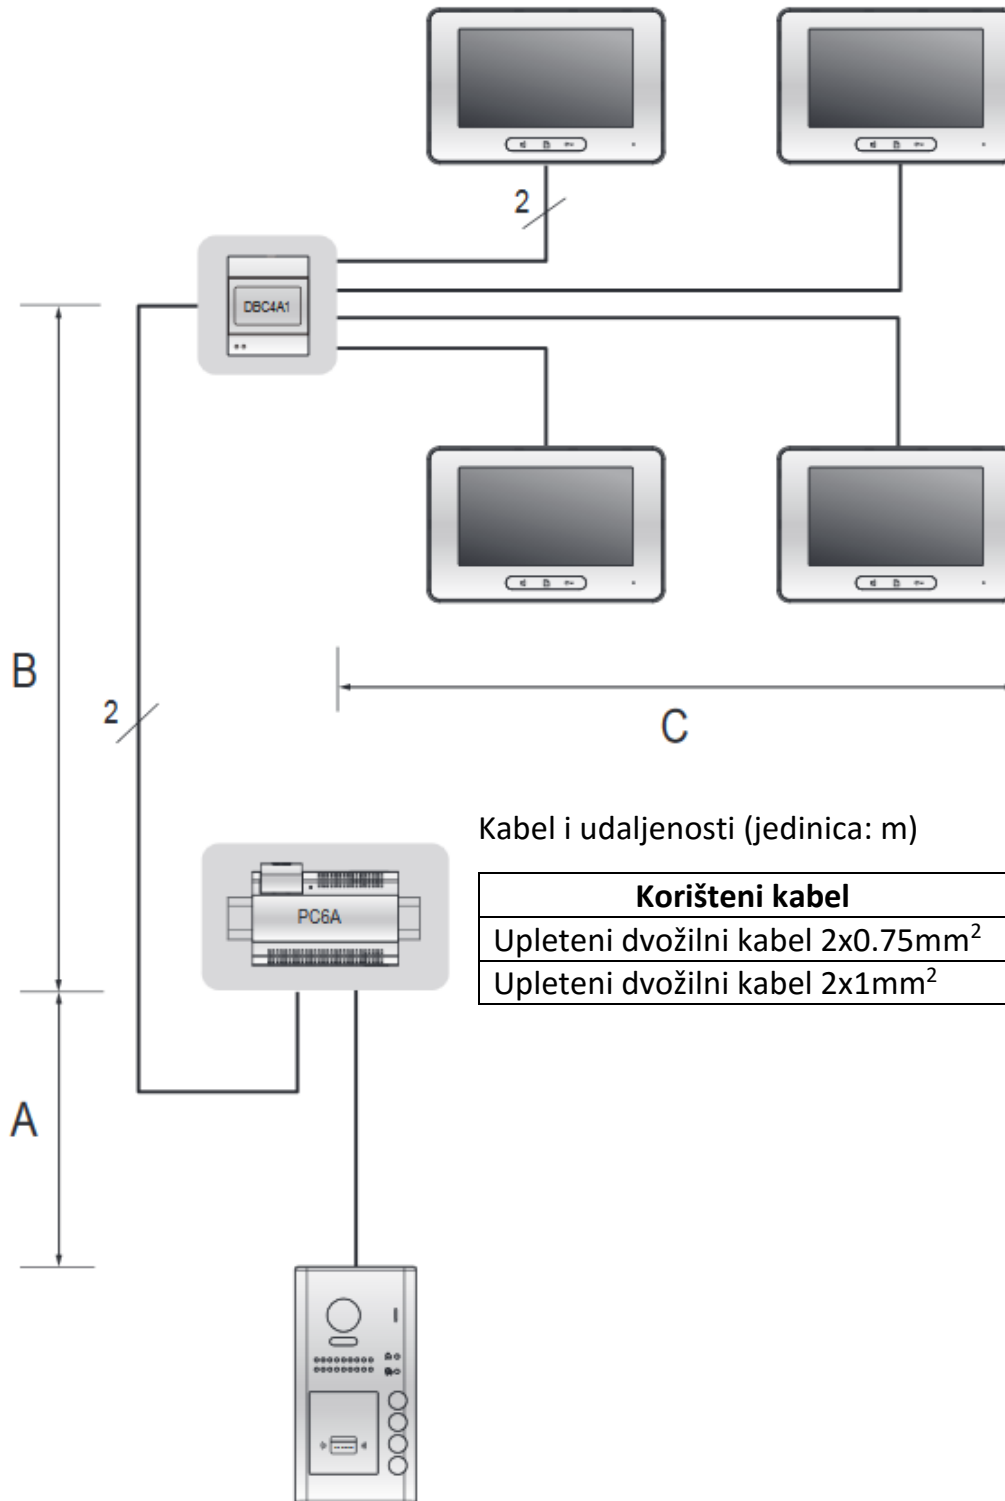 2
DBC4A1
B
2
C
Kabel i udaljenosti (jedinica: m)
Korišteni kabel
Upleteni dvožilni kabel 2x0.75mm²
Upleteni dvožilni kabel 2x1mm²
PC6A
A